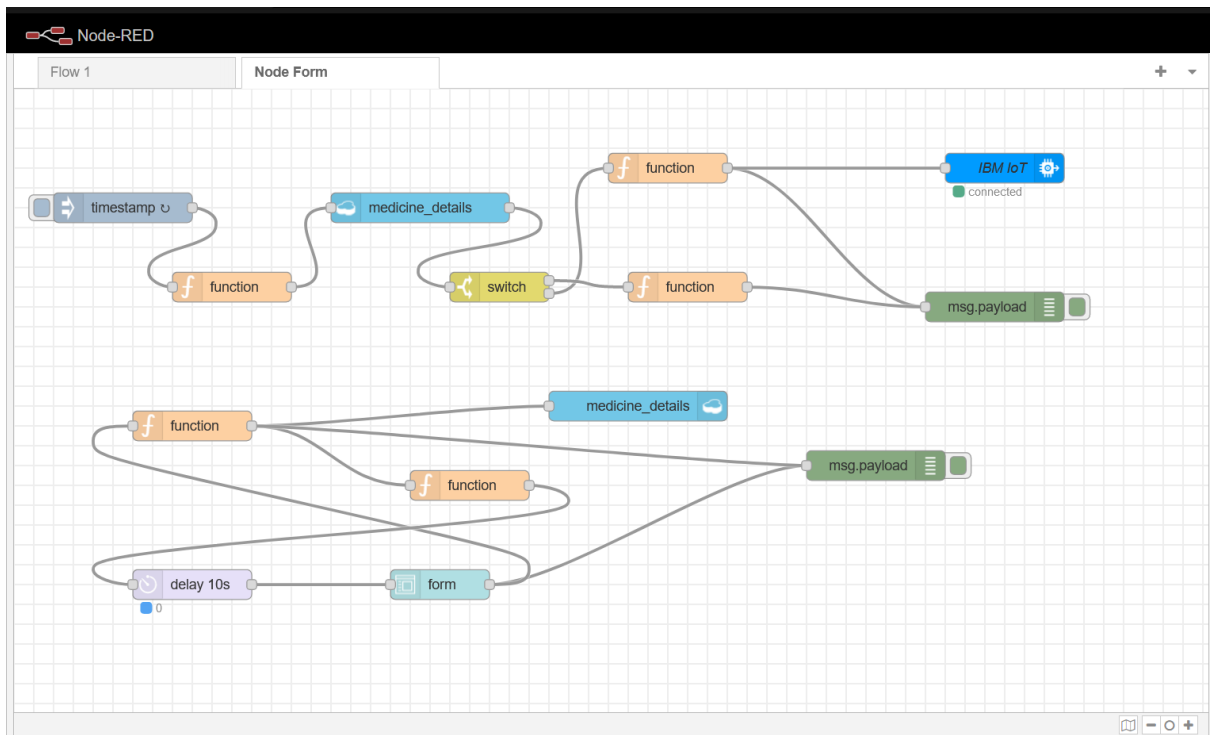 Node-RED
Flow 1
Node Form
function
IBM IoT
connected
timestamp ↻
medicine_details
function
switch
function
msg.payload
medicine_details
function
msg.payload
function
delay 10s
form
0